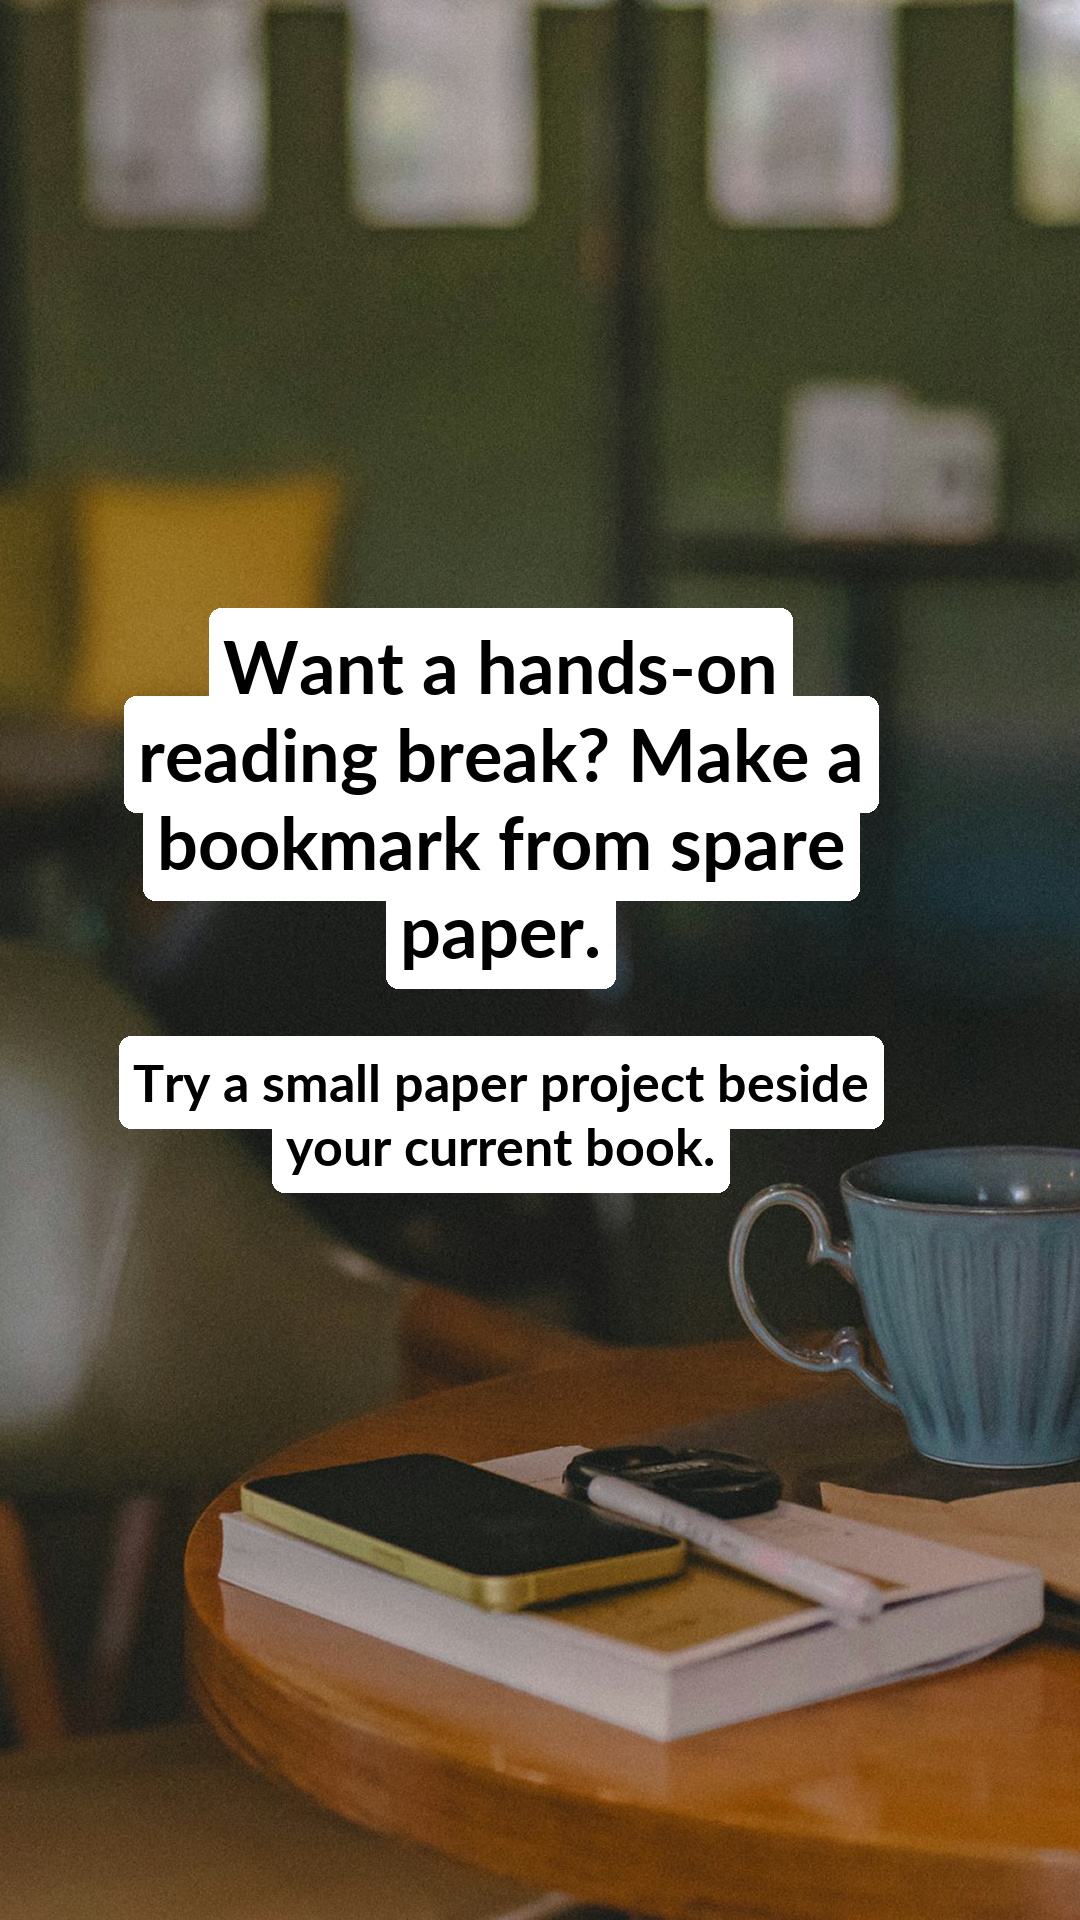 Want a hands-on
reading break? Make a
bookmark from spare
paper.
Try a small paper project beside
your current book.